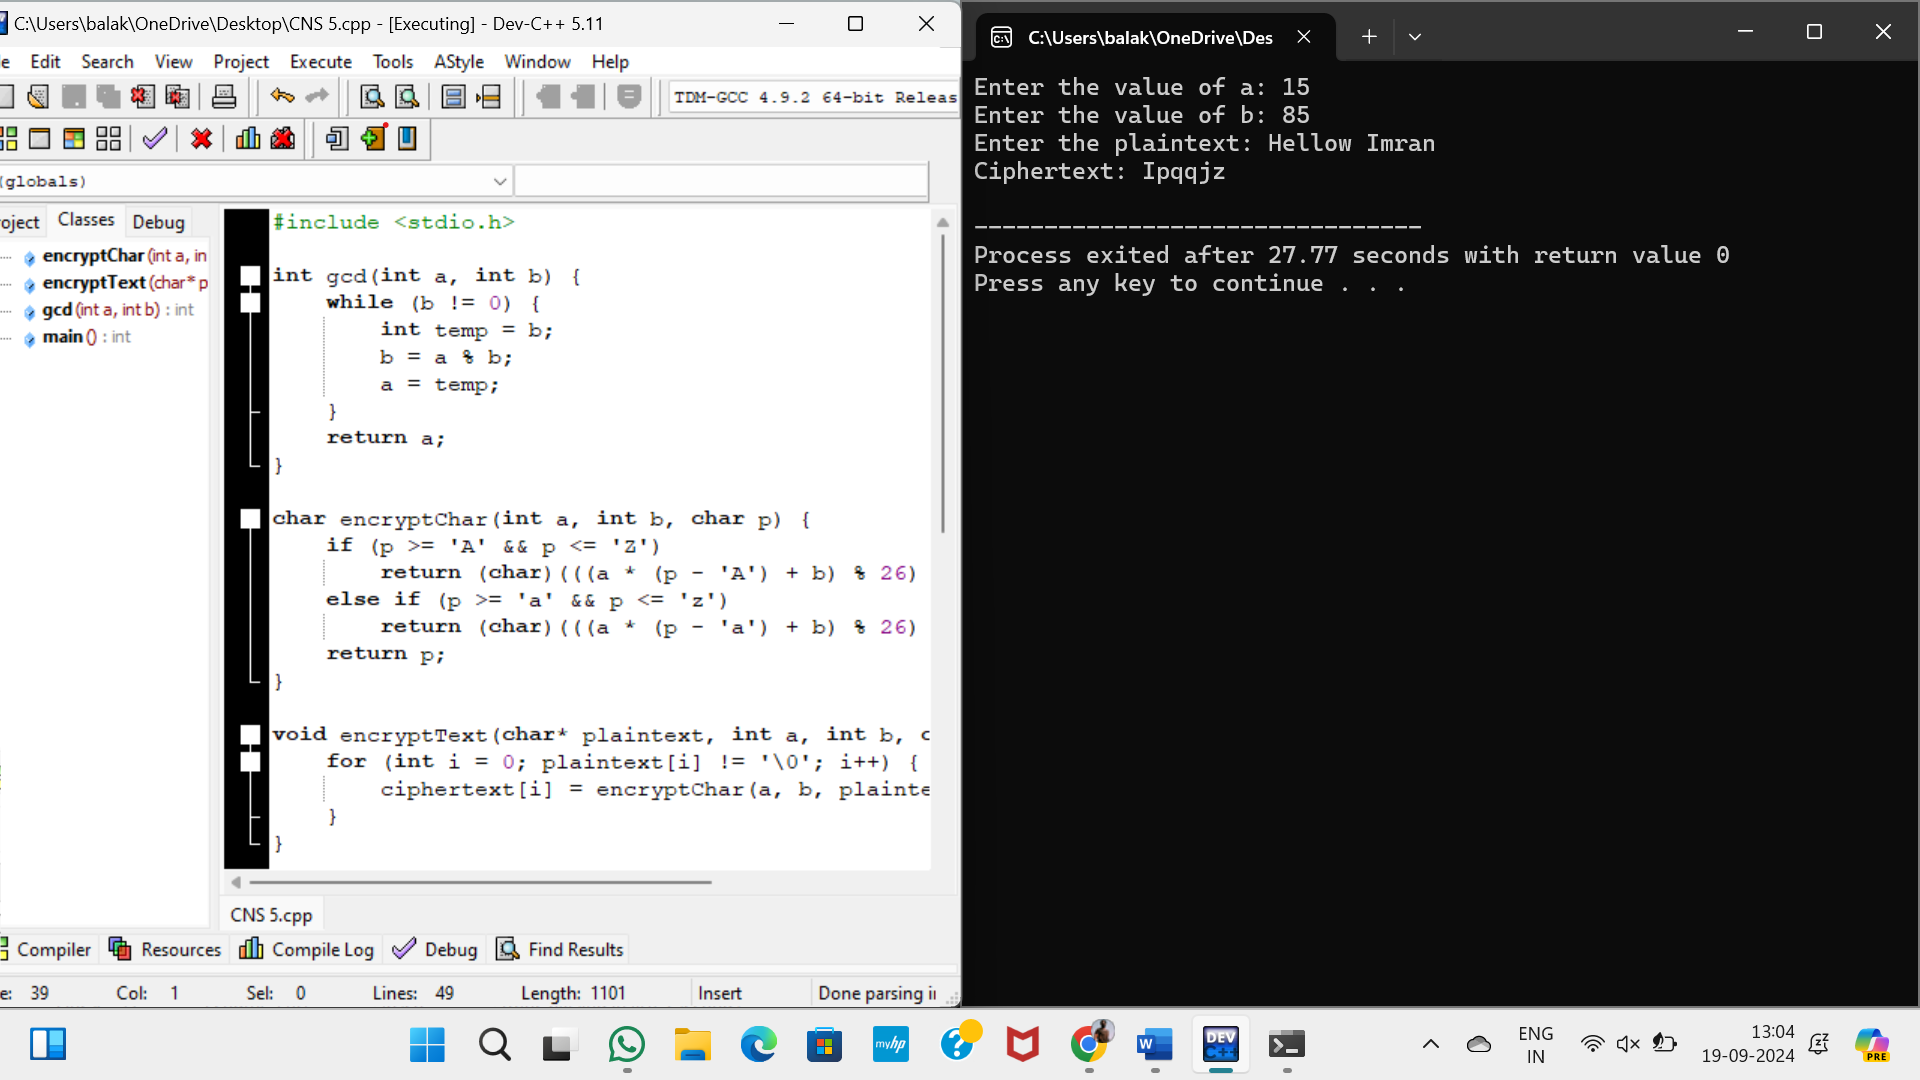 C:\Users\balak\OneDrive\Desktop\CNS 5.cpp - [Executing] - Dev-C++ 5.11
Edit Search View Project Execute Tools AStyle Window Help
TDM-GCC 4.9.2 64-bit Releas
(globals)
oject Classes Debug
encryptChar (int a, in
encryptText (char* p
gcd (int a, int b) : int
main () : int
#include <stdio.h>
int gcd(int a, int b) {
while (b != 0) {
int temp = b;
b = a % b;
a = temp;
}
return a;
}
char encryptChar(int a, int b, char p) {
if (p >= 'A' && p <= 'Z')
return (char)(((a * (p - 'A') + b) % 26)
else if (p >= 'a' && p <= 'z')
return (char)(((a * (p - 'a') + b) % 26)
return p;
}
void encryptText(char* plaintext, int a, int b, c
for (int i = 0; plaintext[i] != '\0'; i++) {
ciphertext[i] = encryptChar(a, b, plainte
}
}
CNS 5.cpp
Compiler Resources Compile Log Debug Find Results
e: 39 Col: 1 Sel: 0 Lines: 49 Length: 1101 Insert Done parsing i
C:\Users\balak\OneDrive\Des
Enter the value of a: 15
Enter the value of b: 85
Enter the plaintext: Hellow Imran
Ciphertext: Ipqqjz
--------------------------------
Process exited after 27.77 seconds with return value 0
Press any key to continue . . .
myhp
W
DEV
C++
ENG
IN
13:04
19-09-2024
PRE